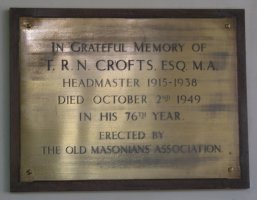 IN GRATEFUL MEMORY OF
T. R. N. CROFTS, ESQ. M.A.
HEADMASTER 1915-1938
DIED OCTOBER 2ND 1949
IN HIS 76TH YEAR.
ERECTED BY
THE OLD MASONIANS ASSOCIATION.